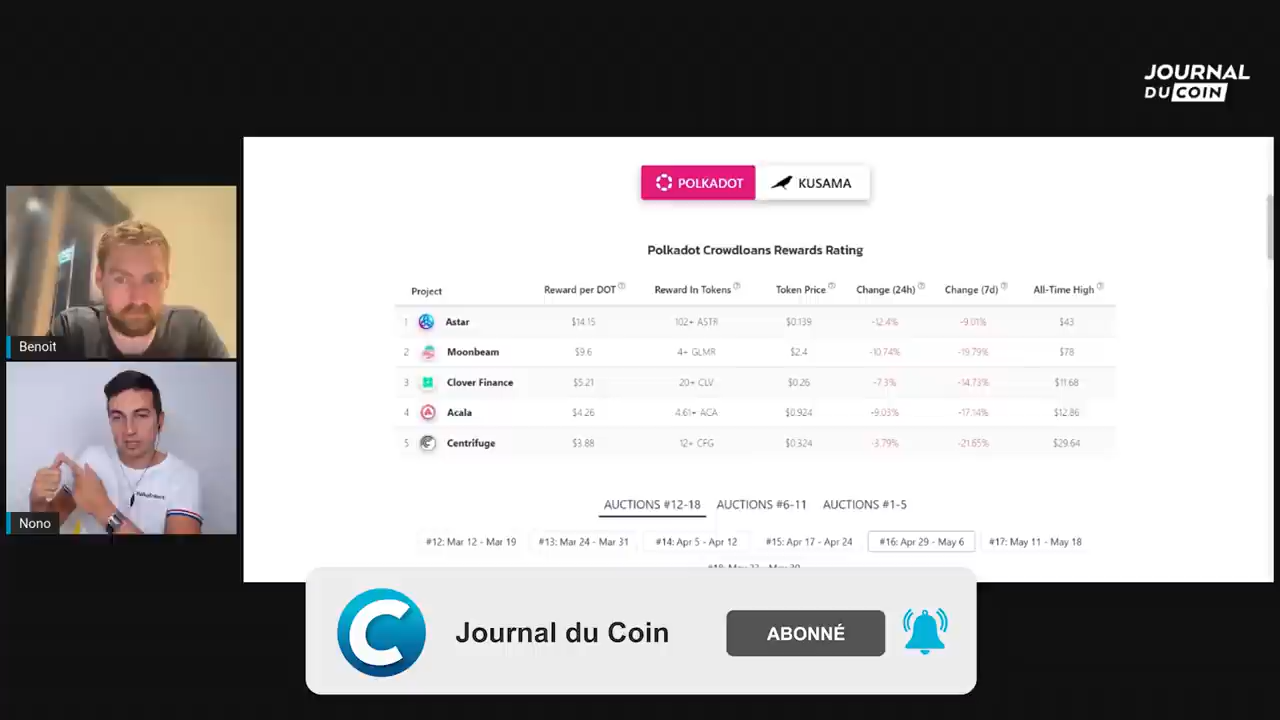 JOURNAL
DU COIN
POLKADOT KUSAMA
Polkadot Crowdloans Rewards Rating
Project Reward per DOT Reward In Tokens Token Price Change (24h) Change (7d) All-Time High
1 Astar $14.15 102+ ASTR $0.139 -12.4% -9.01% $43
2 Moonbeam $9.6 4+ GLMR $2.4 -10.74% -19.79% $78
3 Clover Finance $5.21 20+ CLV $0.26 -7.3% -14.73% $11.68
4 Acala $4.26 4.61+ ACA $0.924 -9.03% -17.14% $12.86
5 Centrifuge $3.88 12+ CFG $0.324 -3.79% -21.65% $29.64
AUCTIONS #12-18 AUCTIONS #6-11 AUCTIONS #1-5
#12: Mar 12 - Mar 19 #13: Mar 24 - Mar 31 #14: Apr 5 - Apr 12 #15: Apr 17 - Apr 24 #16: Apr 29 - May 6 #17: May 11 - May 18
Benoit
Nono
Journal du Coin ABONNÉ